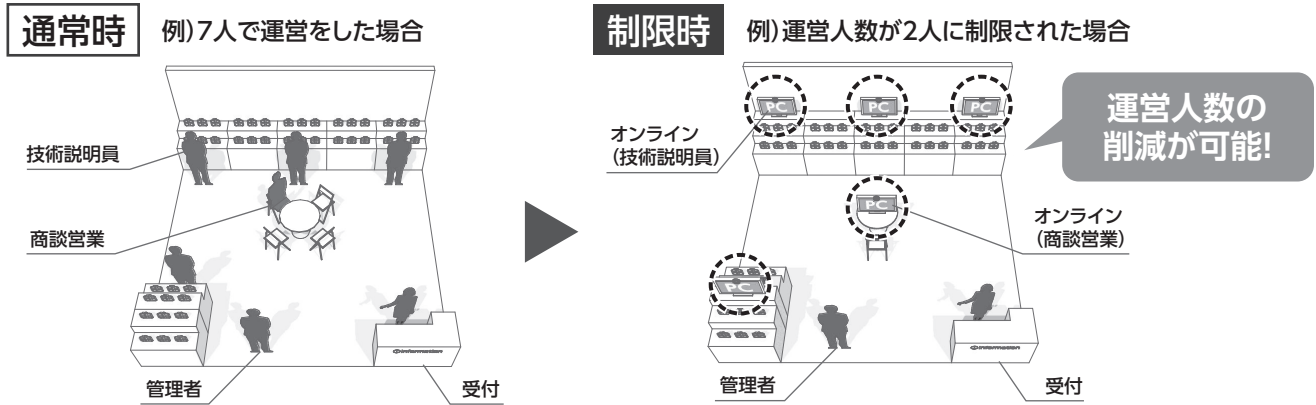 通常時
例)7人で運営をした場合
技術説明員
商談営業
管理者
受付
information
制限時
例)運営人数が2人に制限された場合
PC
PC
PC
オンライン
(技術説明員)
運営人数の
削減が可能!
PC
オンライン
(商談営業)
PC
管理者
受付
information